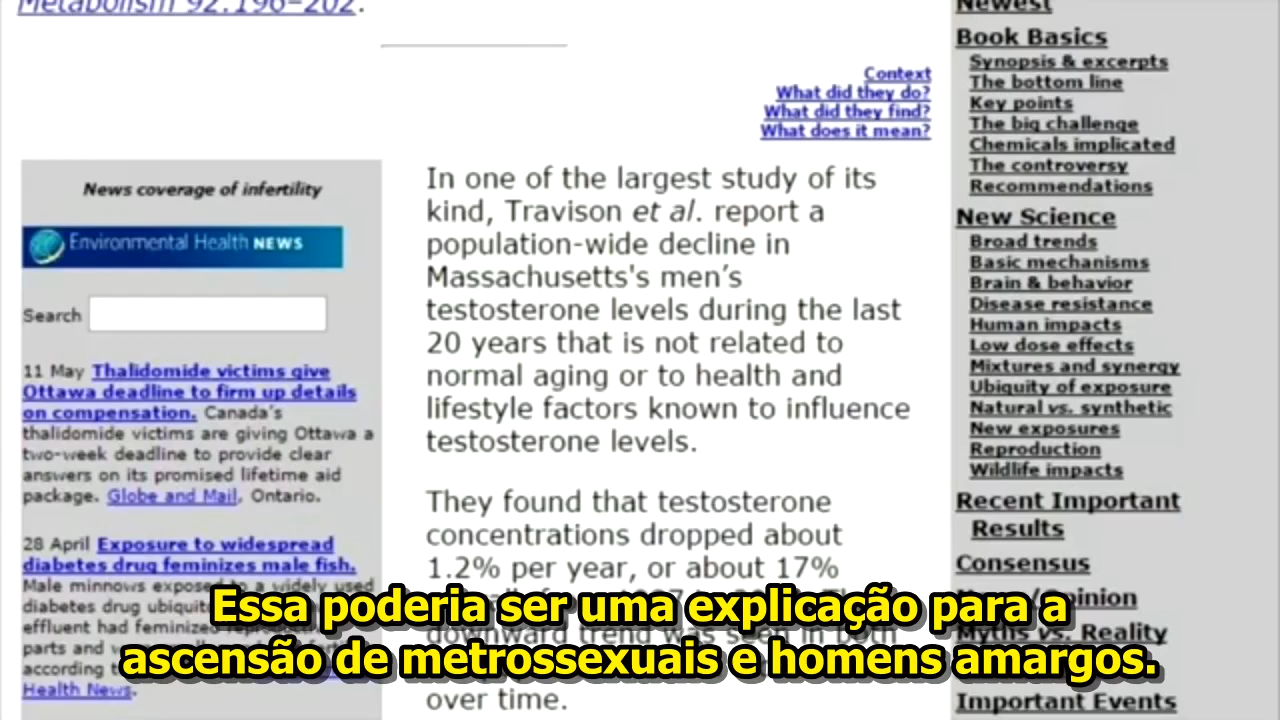 Metabolism 92:196–202.
Context
What did they do?
What did they find?
What does it mean?
News coverage of infertility
Environmental Health NEWS
Search
11 May Thalidomide victims give
Ottawa deadline to firm up details
on compensation. Canada's
thalidomide victims are giving Ottawa a
two-week deadline to provide clear
answers on its promised lifetime aid
package. Globe and Mail, Ontario.
28 April Exposure to widespread
diabetes drug feminizes male fish.
Male minnows exposed to a widely used
diabetes drug
effluent had feminized
parts and
according
Health News.
In one of the largest study of its
kind, Travison et al. report a
population-wide decline in
Massachusetts's men's
testosterone levels during the last
20 years that is not related to
normal aging or to health and
lifestyle factors known to influence
testosterone levels.
They found that testosterone
concentrations dropped about
1.2% per year, or about 17%
downward trend was seen in both
over time.
Newest
Book Basics
Synopsis & excerpts
The bottom line
Key points
The big challenge
Chemicals implicated
The controversy
Recommendations
New Science
Broad trends
Basic mechanisms
Brain & behavior
Disease resistance
Human impacts
Low dose effects
Mixtures and synergy
Ubiquity of exposure
Natural vs. synthetic
New exposures
Reproduction
Wildlife impacts
Recent Important
Results
Consensus
Myths vs. Reality
Important Events
Essa poderia ser uma explicação para a
ascensão de metrossexuais e homens amargos.